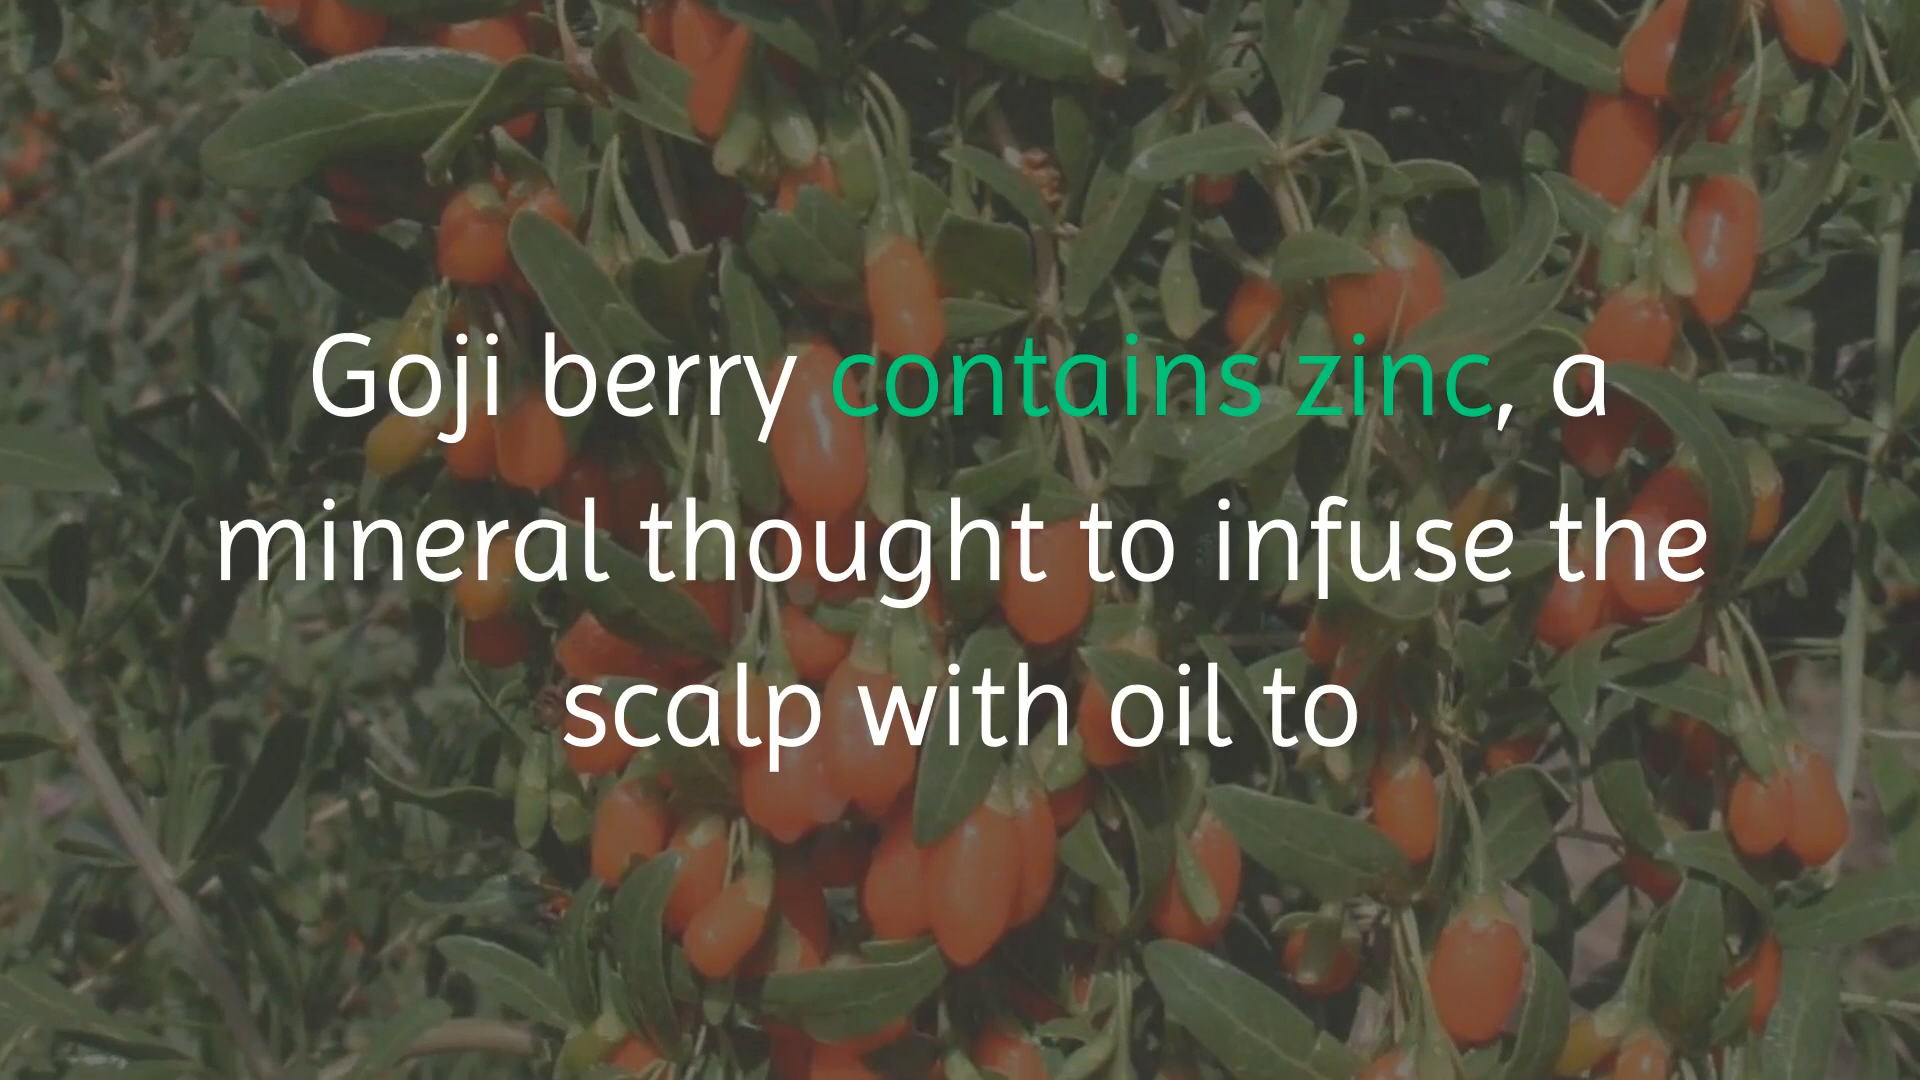 Goji berry contains zinc, a
mineral thought to infuse the
scalp with oil to